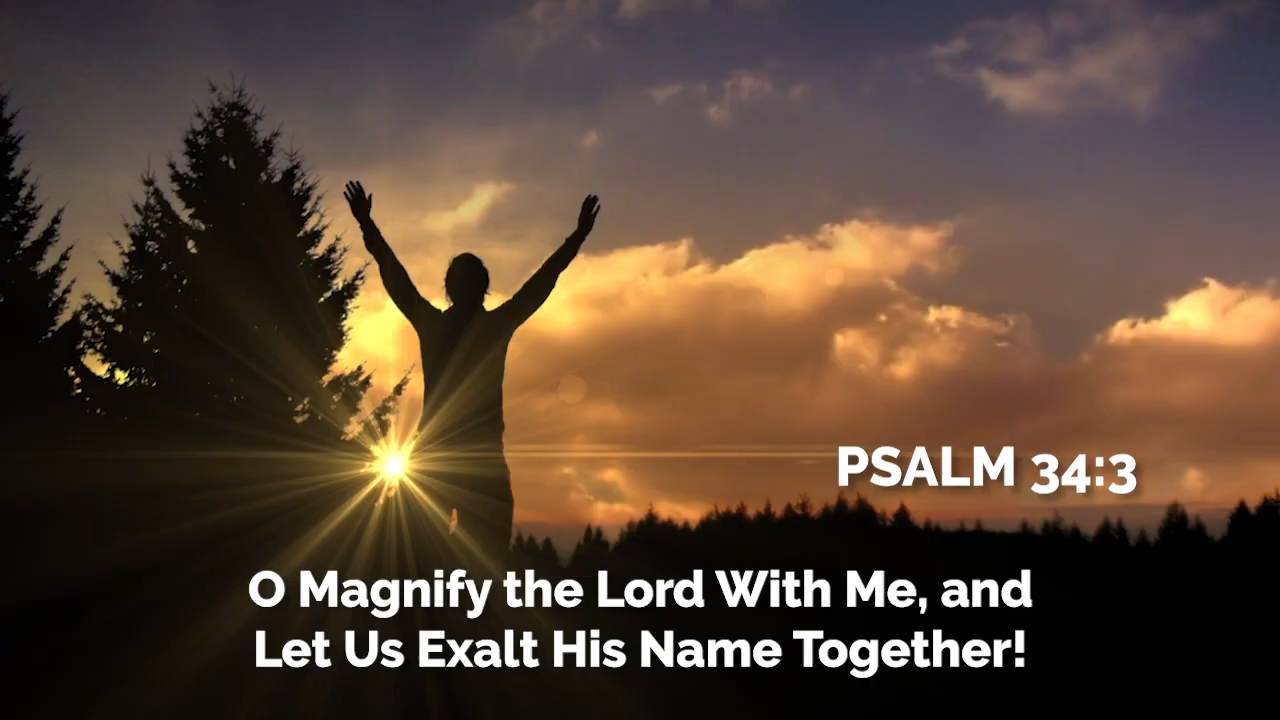 PSALM 34:3
O Magnify the Lord With Me, and
Let Us Exalt His Name Together!